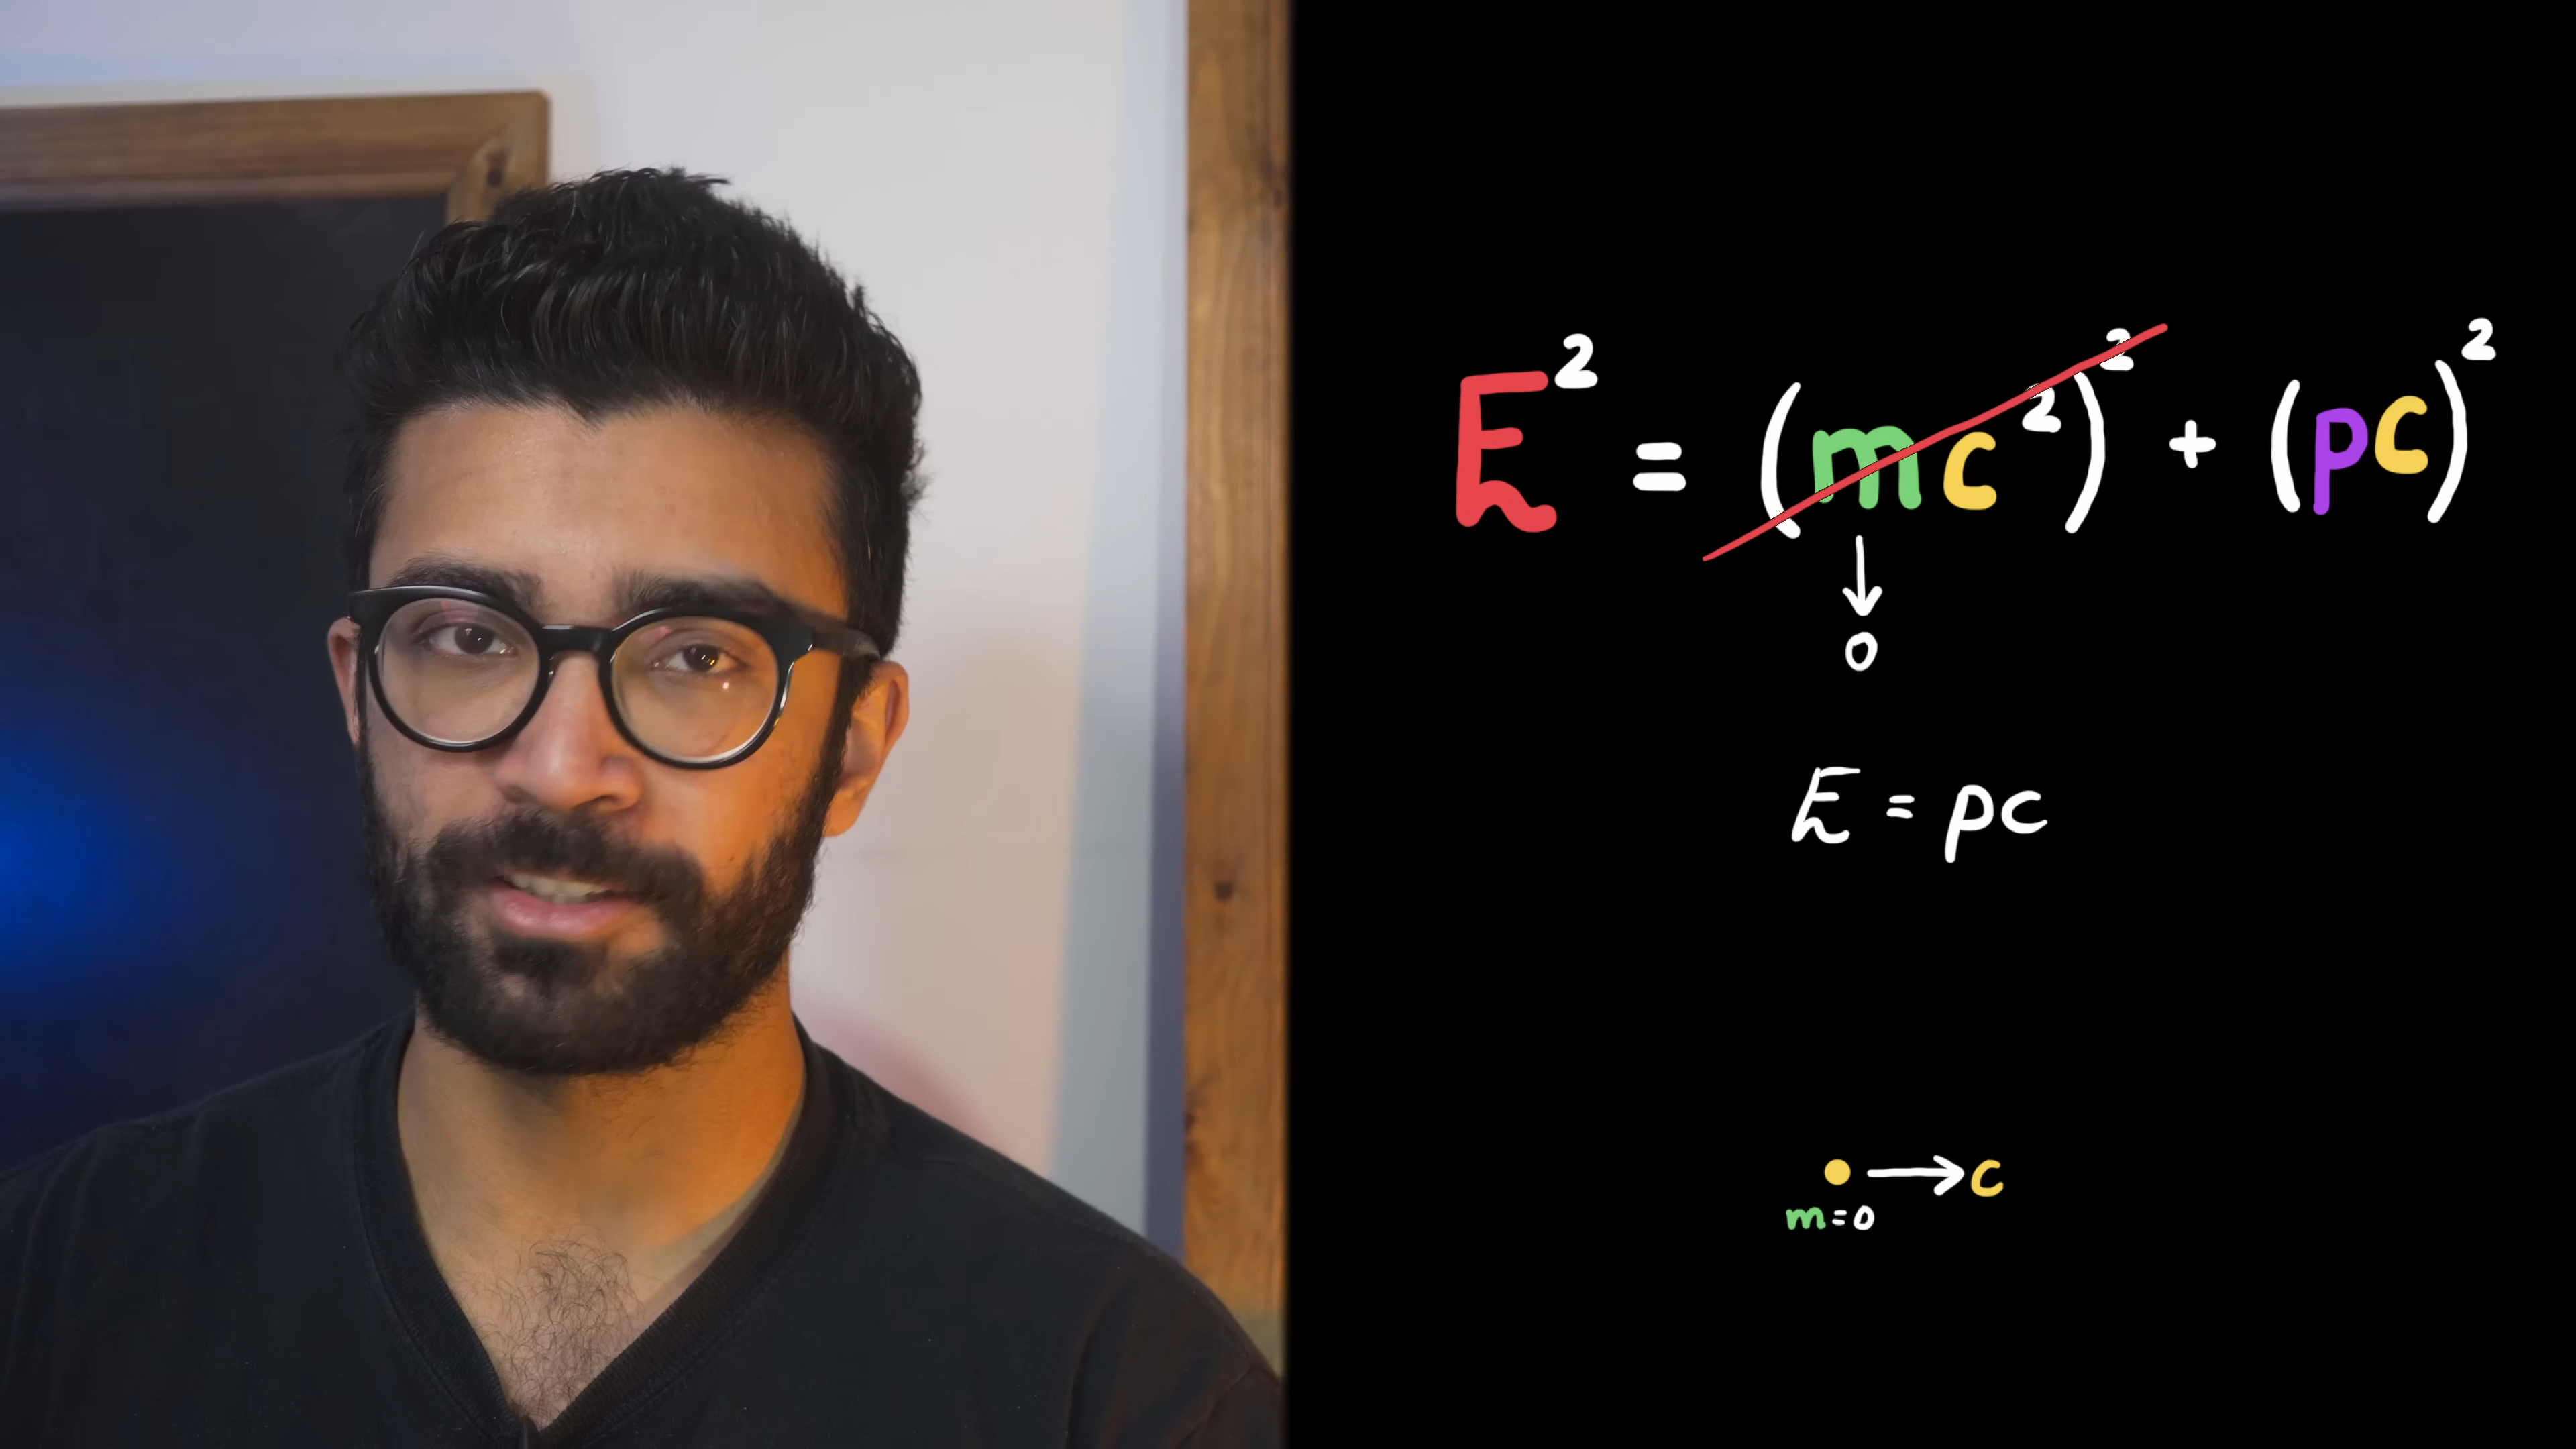 E² = (mc²)² + (pc)²
↓
0
E = pc
→ c
m=0